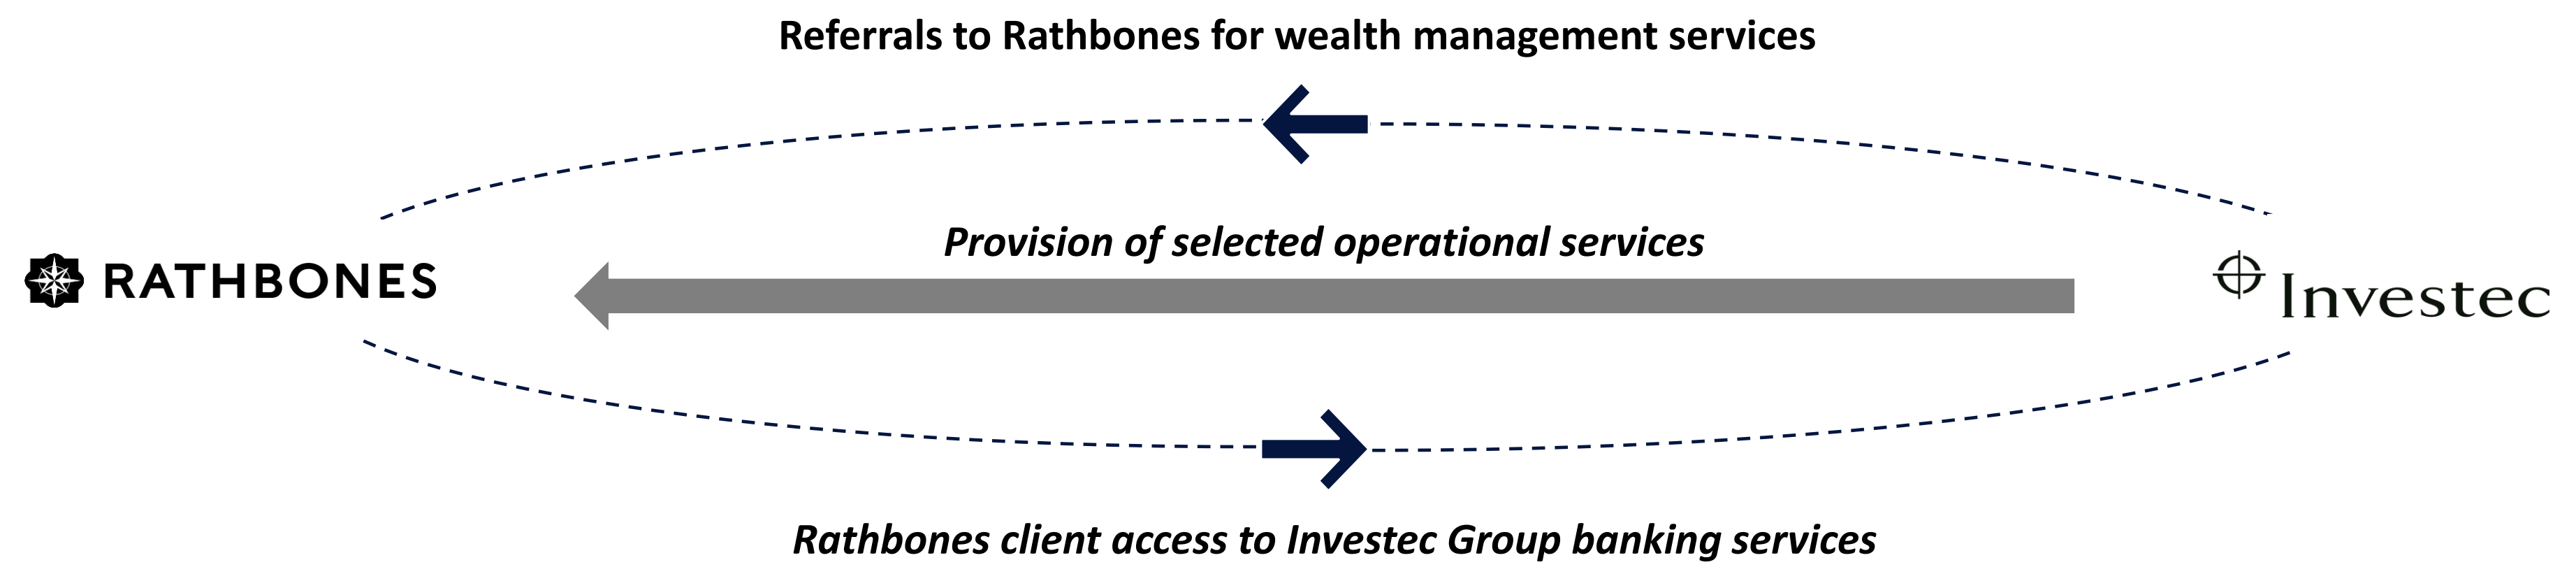 Referrals to Rathbones for wealth management services
Provision of selected operational services
RATHBONES
Investec
Rathbones client access to Investec Group banking services